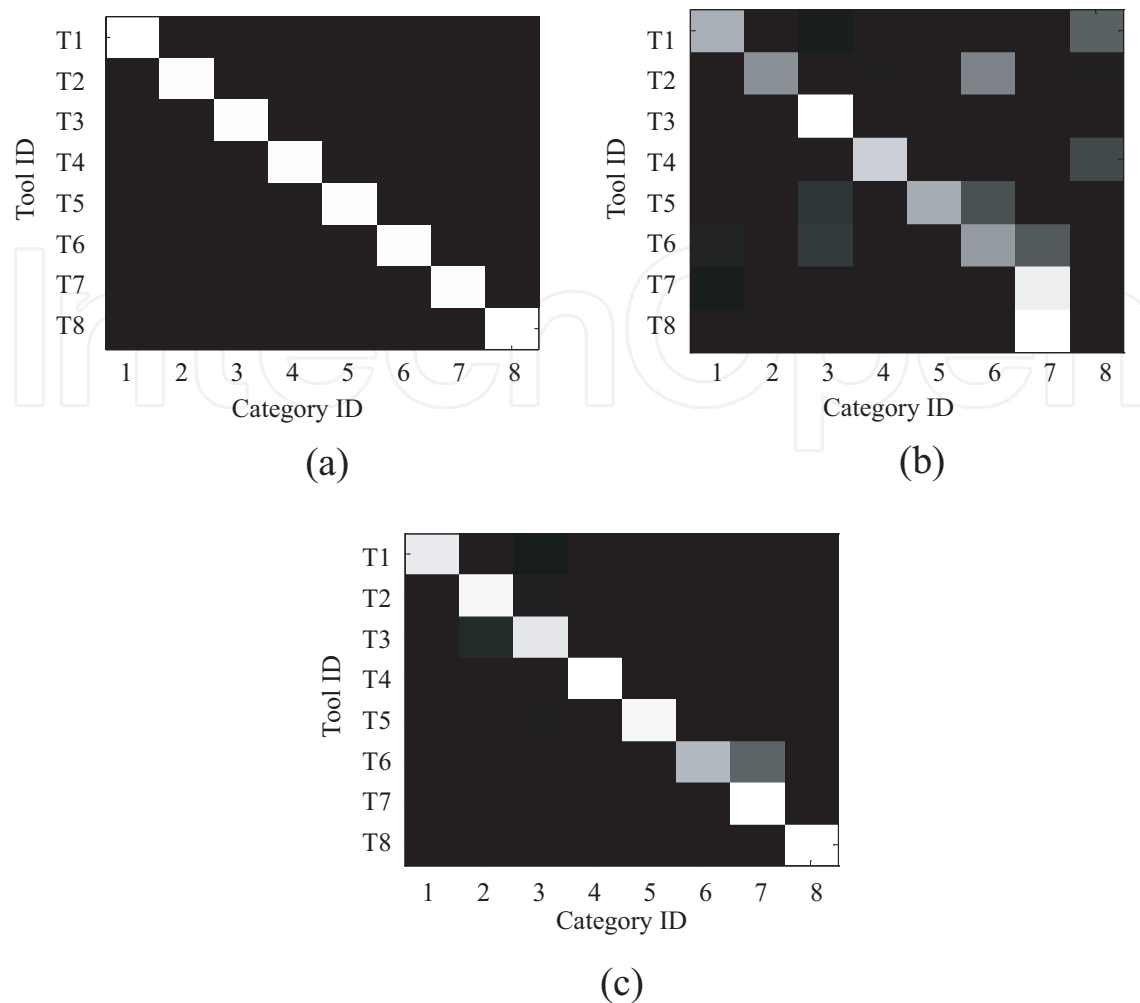 T1
T2
T3
T4
T5
T6
T7
T8
Tool ID
1 2 3 4 5 6 7 8
Category ID
(a)
T1
T2
T3
T4
T5
T6
T7
T8
Tool ID
1 2 3 4 5 6 7 8
Category ID
(b)
T1
T2
T3
T4
T5
T6
T7
T8
Tool ID
1 2 3 4 5 6 7 8
Category ID
(c)
IntechOpen